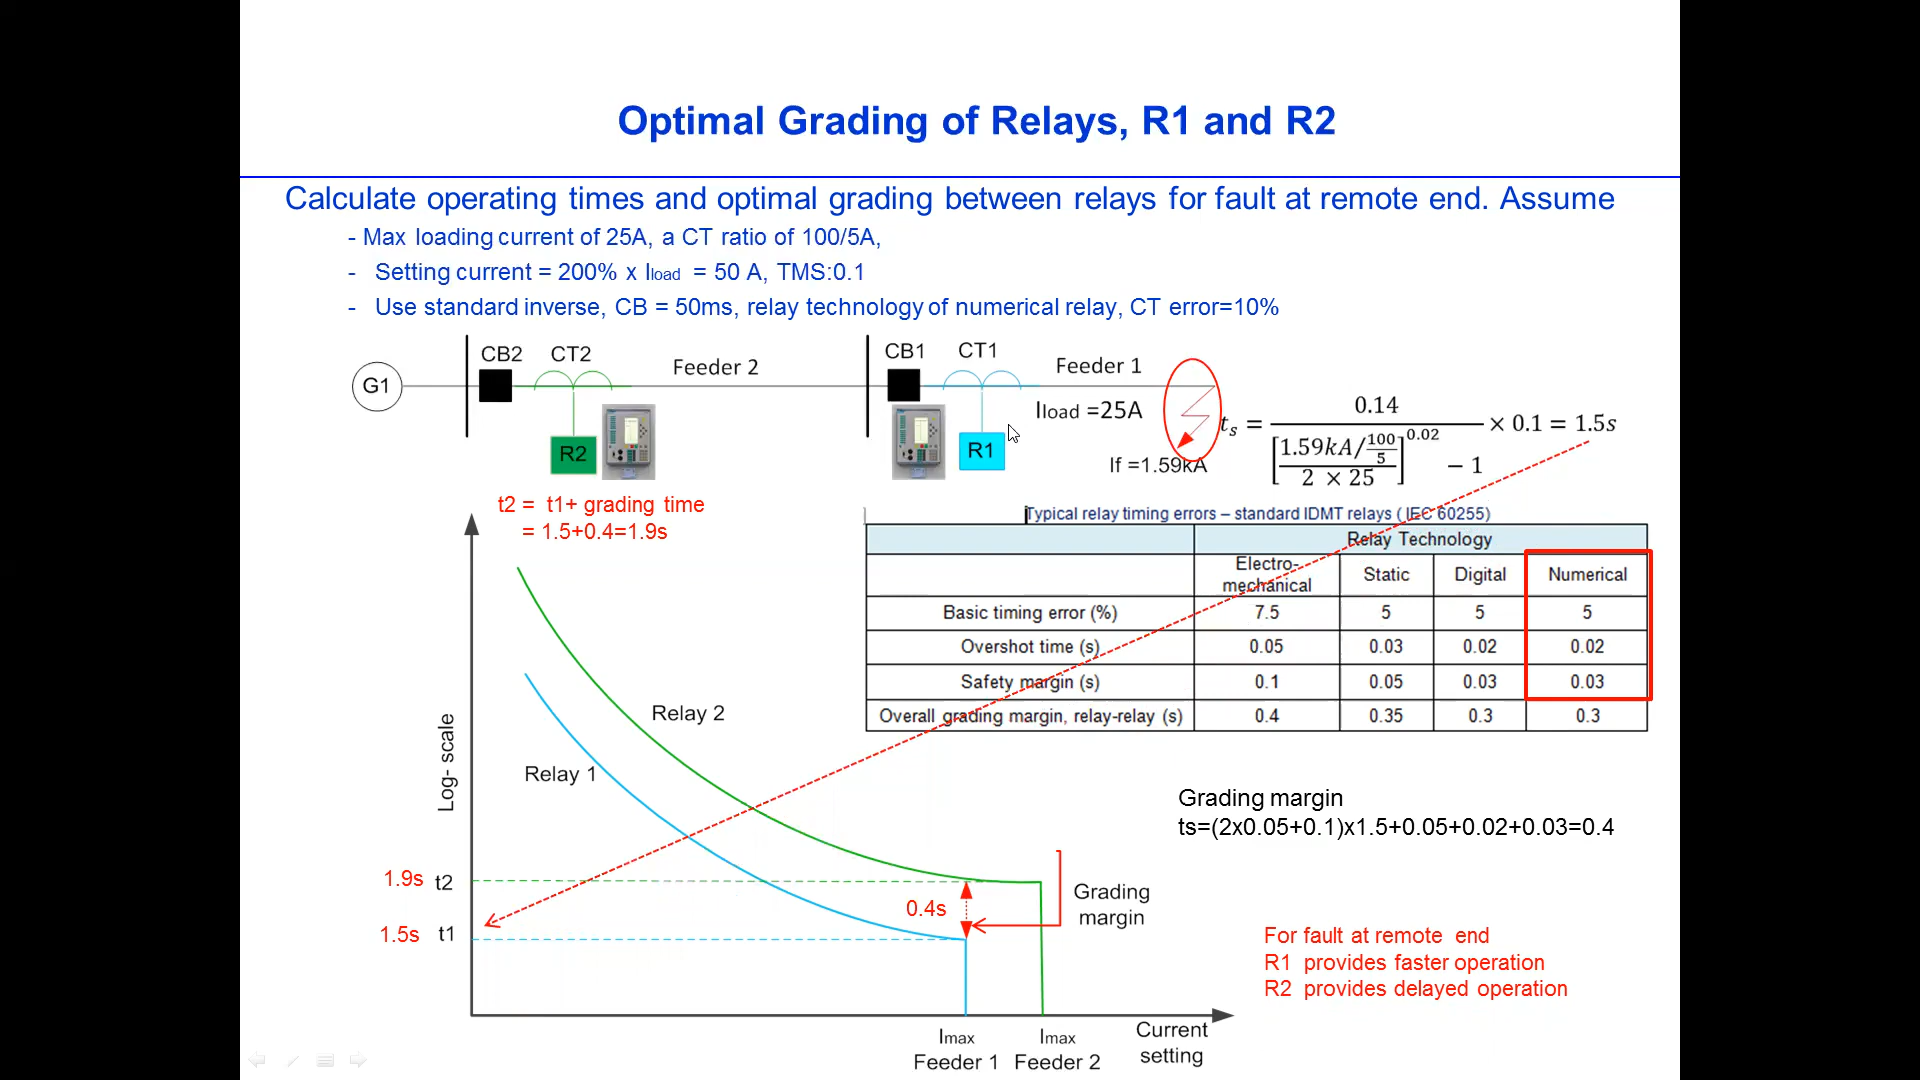 Optimal Grading of Relays, R1 and R2
Calculate operating times and optimal grading between relays for fault at remote end. Assume
- Max loading current of 25A, a CT ratio of 100/5A,
- Setting current = 200% x Iload = 50 A, TMS:0.1
- Use standard inverse, CB = 50ms, relay technology of numerical relay, CT error=10%
CB2 CT2 Feeder 2 CB1 CT1 Feeder 1
G1
Iload =25A
R2
R1
If =1.59kA
t_s = 0.14 / ([1.59kA/(100/5) / (2 × 25)]^0.02 − 1) × 0.1 = 1.5s
t2 = t1+ grading time
= 1.5+0.4=1.9s
Typical relay timing errors – standard IDMT relays ( IEC 60255)
Relay Technology
Electro-mechanical Static Digital Numerical
Basic timing error (%) 7.5 5 5 5
Overshot time (s) 0.05 0.03 0.02 0.02
Safety margin (s) 0.1 0.05 0.03 0.03
Overall grading margin, relay-relay (s) 0.4 0.35 0.3 0.3
Log- scale
Relay 2
Relay 1
Grading margin
ts=(2x0.05+0.1)x1.5+0.05+0.02+0.03=0.4
1.9s t2
0.4s
Grading
margin
1.5s t1
For fault at remote end
R1 provides faster operation
R2 provides delayed operation
Imax
Feeder 1
Imax
Feeder 2
Current
setting